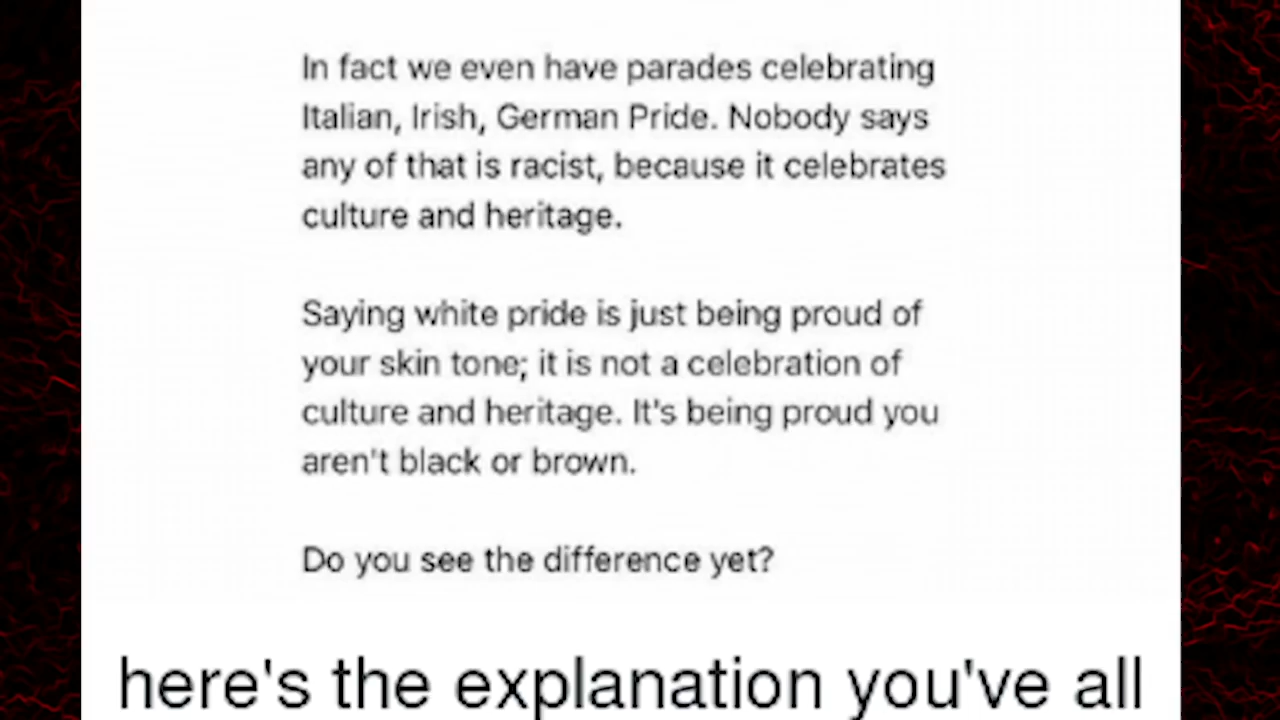 In fact we even have parades celebrating
Italian, Irish, German Pride. Nobody says
any of that is racist, because it celebrates
culture and heritage.
Saying white pride is just being proud of
your skin tone; it is not a celebration of
culture and heritage. It's being proud you
aren't black or brown.
Do you see the difference yet?
here's the explanation you've all